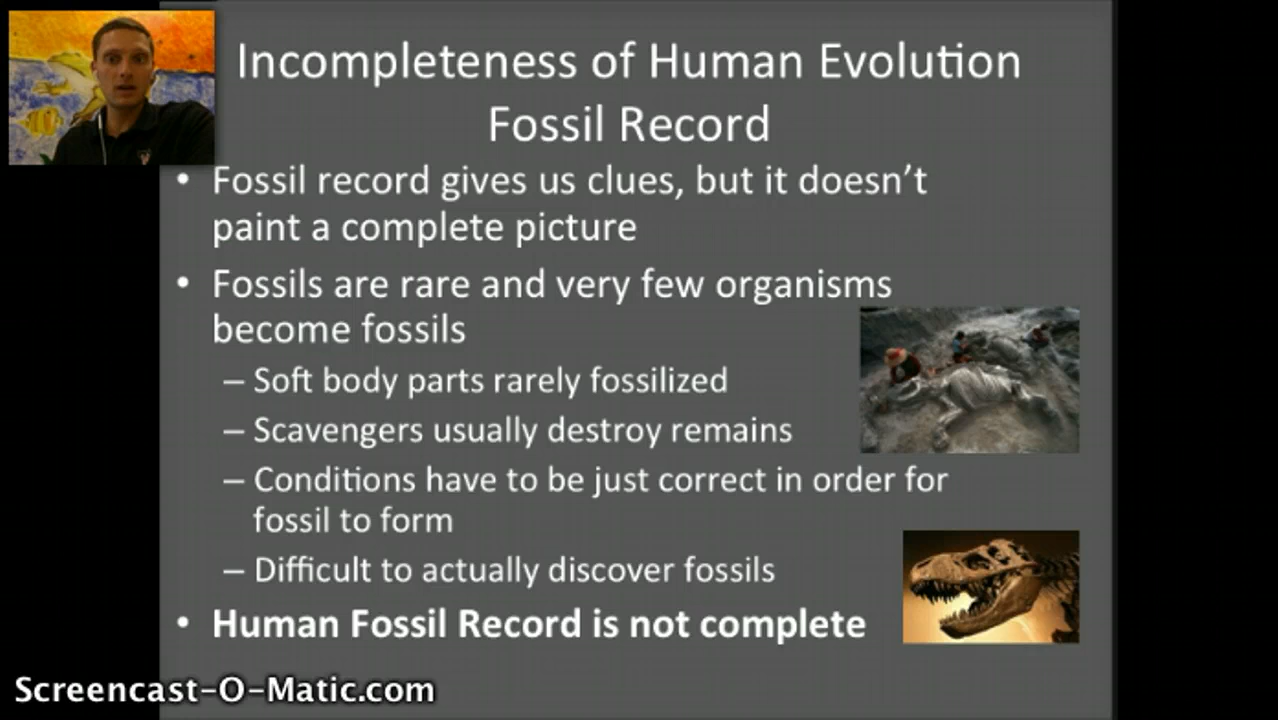 Incompleteness of Human Evolution
Fossil Record
• Fossil record gives us clues, but it doesn’t
paint a complete picture
• Fossils are rare and very few organisms
become fossils
– Soft body parts rarely fossilized
– Scavengers usually destroy remains
– Conditions have to be just correct in order for
fossil to form
– Difficult to actually discover fossils
• Human Fossil Record is not complete
Screencast-O-Matic.com